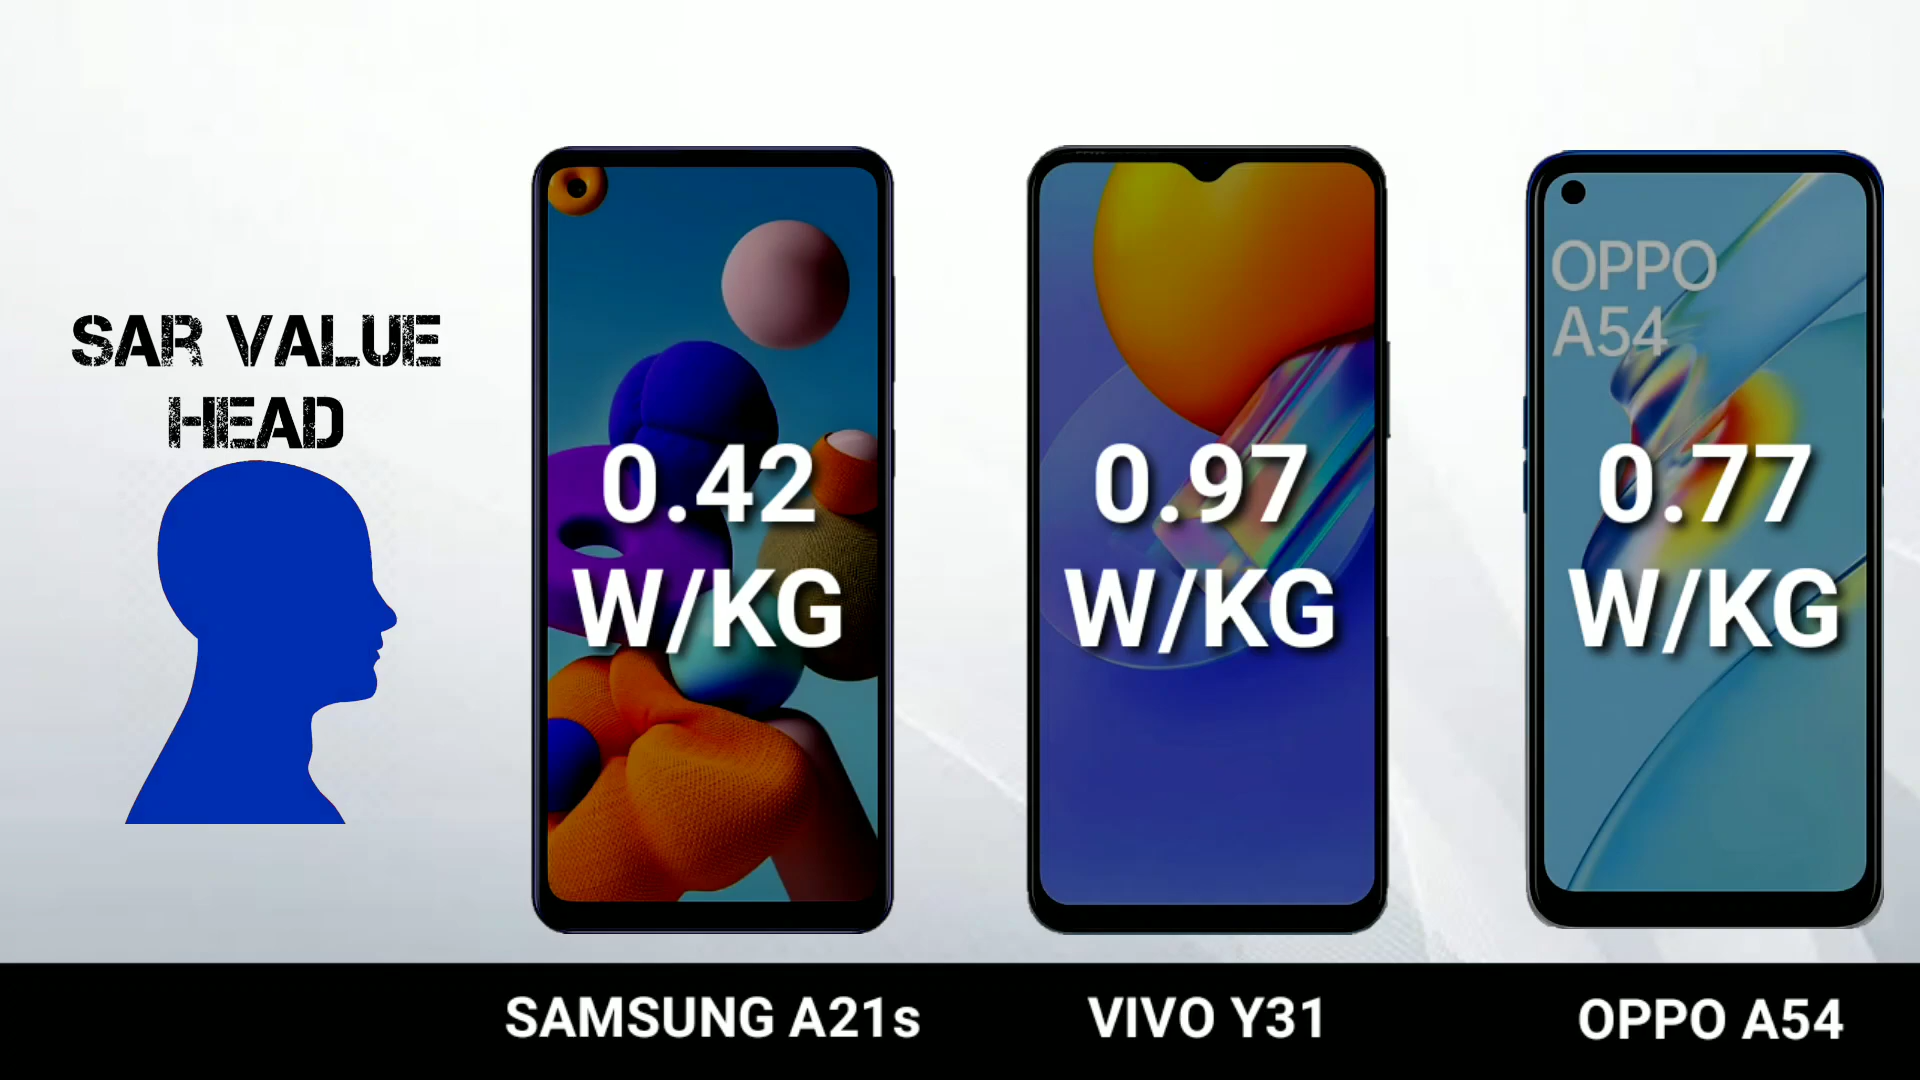 SAR VALUE
HEAD
0.42
W/KG
0.97
W/KG
OPPO
A54
0.77
W/KG
SAMSUNG A21s
VIVO Y31
OPPO A54